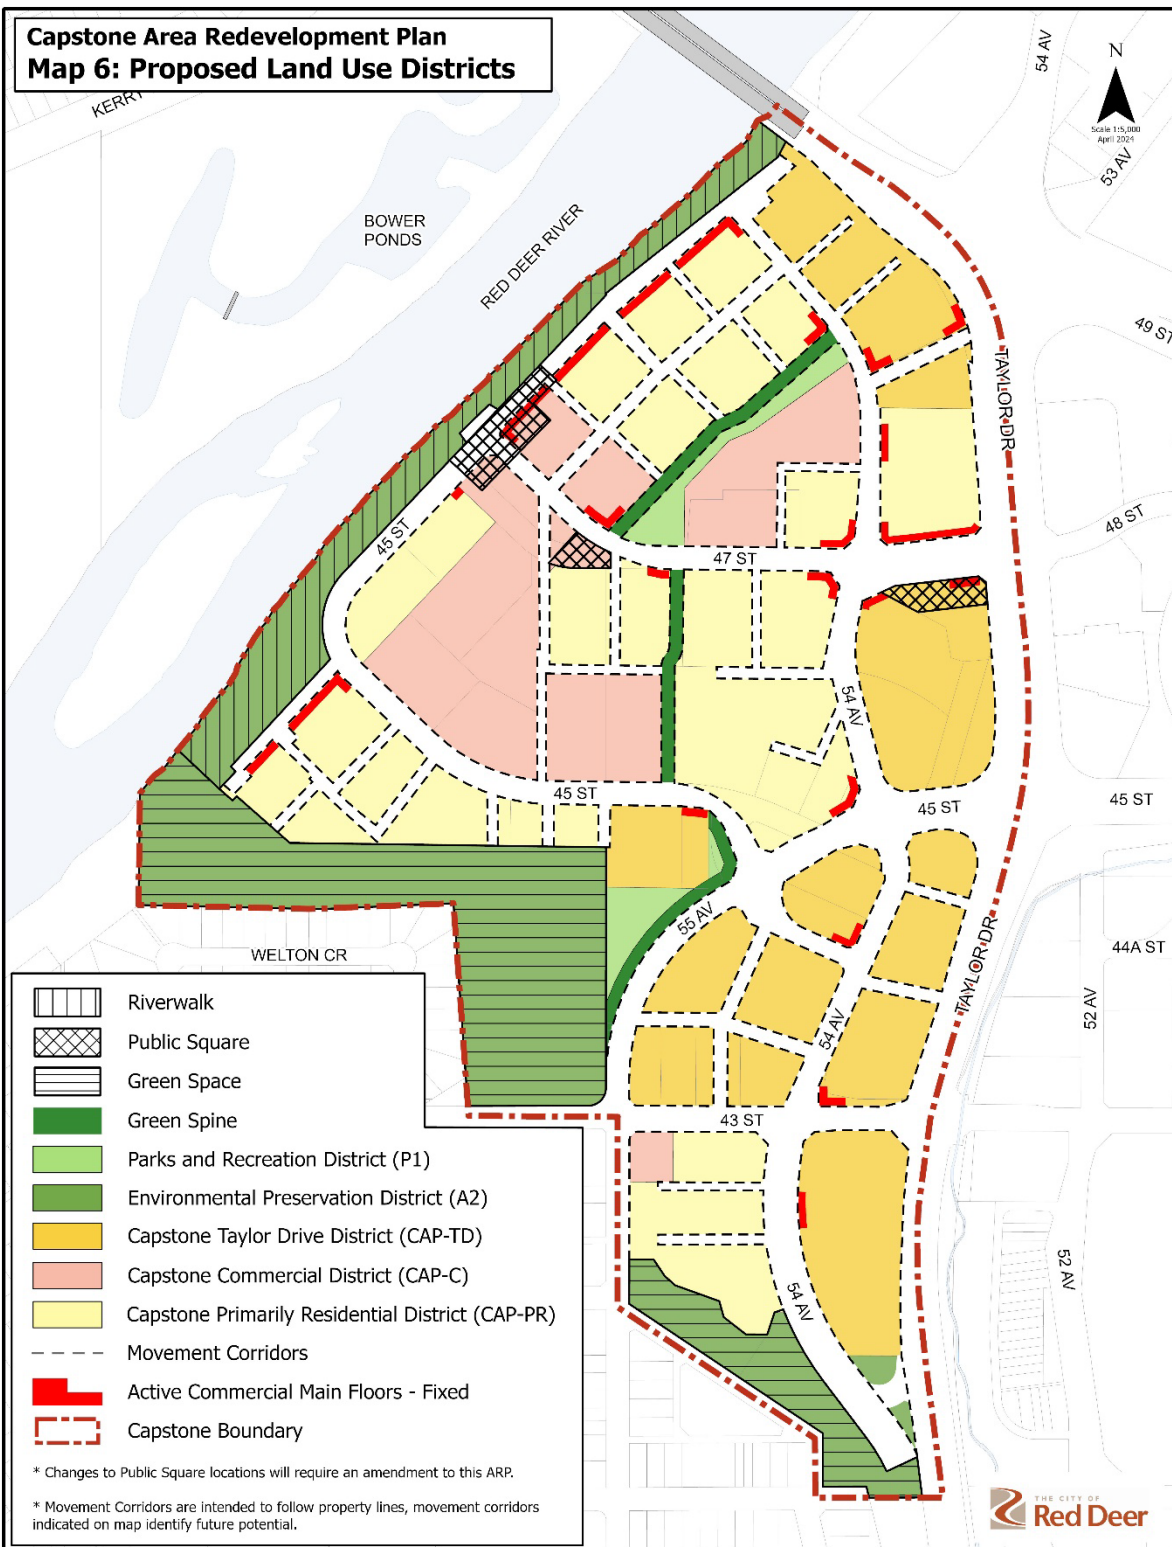 Capstone Area Redevelopment Plan
Map 6: Proposed Land Use Districts
54 AV
N
Scale 1:5,000
April 2024
KERRY
53 AV
BOWER
PONDS
RED DEER RIVER
49 ST
TAYLOR DR
48 ST
45 ST
47 ST
54 AV
45 ST
45 ST
45 ST
55 AV
44A ST
WELTON CR
TAYLOR DR
52 AV
54 AV
43 ST
52 AV
54 AV
Riverwalk
Public Square
Green Space
Green Spine
Parks and Recreation District (P1)
Environmental Preservation District (A2)
Capstone Taylor Drive District (CAP-TD)
Capstone Commercial District (CAP-C)
Capstone Primarily Residential District (CAP-PR)
Movement Corridors
Active Commercial Main Floors - Fixed
Capstone Boundary
* Changes to Public Square locations will require an amendment to this ARP.
* Movement Corridors are intended to follow property lines, movement corridors
indicated on map identify future potential.
THE CITY OF
Red Deer